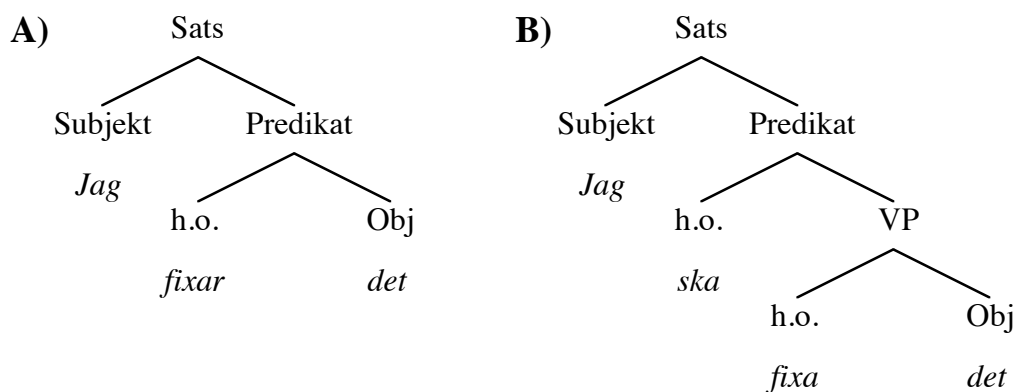 A) Sats
Subjekt Predikat
Jag
h.o. Obj
fixar det
B) Sats
Subjekt Predikat
Jag
h.o. VP
ska
h.o. Obj
fixa det